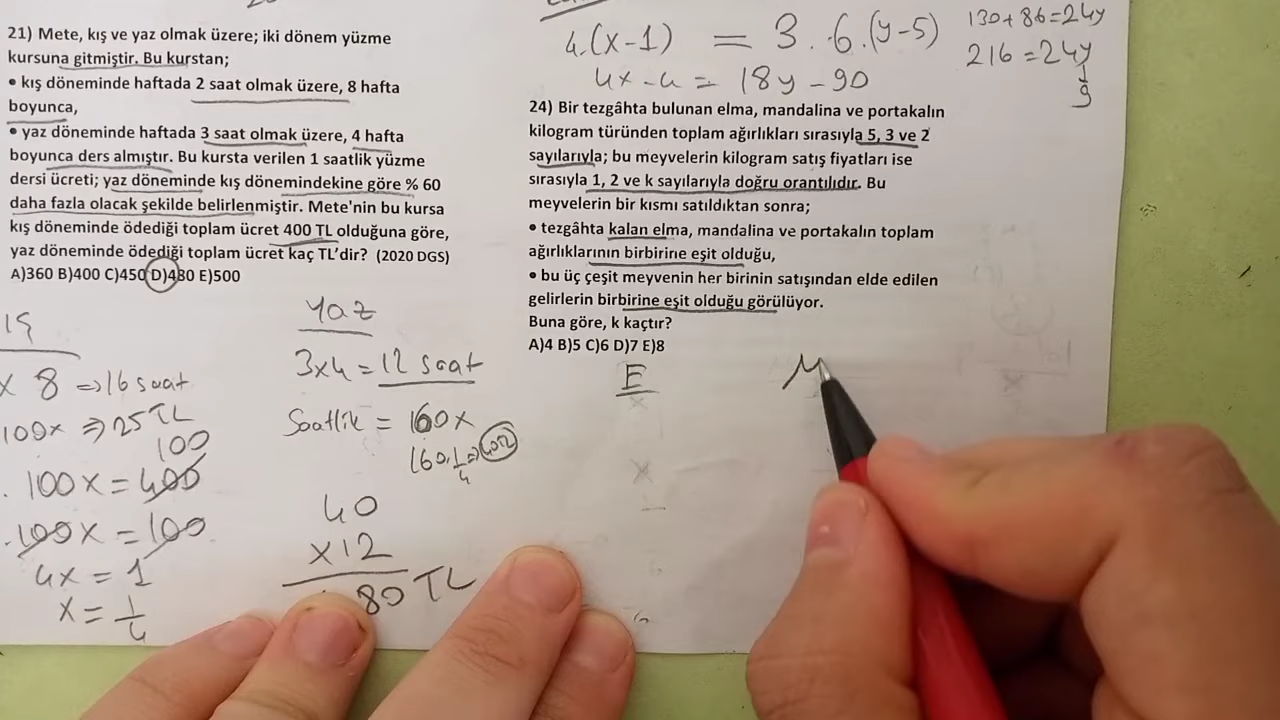 21) Mete, kış ve yaz olmak üzere; iki dönem yüzme
kursuna gitmiştir. Bu kurstan;
• kış döneminde haftada 2 saat olmak üzere, 8 hafta
boyunca,
• yaz döneminde haftada 3 saat olmak üzere, 4 hafta
boyunca ders almıştır. Bu kursta verilen 1 saatlik yüzme
dersi ücreti; yaz döneminde kış dönemindekine göre % 60
daha fazla olacak şekilde belirlenmiştir. Mete'nin bu kursa
kış döneminde ödediği toplam ücret 400 TL olduğuna göre,
yaz döneminde ödediği toplam ücret kaç TL'dir? (2020 DGS)
A)360 B)400 C)450 D)480 E)500
x 8 => 16 saat
100x => 25 TL
100
. 100x = 400
. 100x = 100
4x = 1
x = 1/4
yaz
3x4 = 12 saat
Saatlik = 160x
160. 1/4 =>
40
x12
80 TL
4.(x-1) = 3.6.(y-5)
4x-4 = 18y-90
130+86=24y
216=24y
9
24) Bir tezgâhta bulunan elma, mandalina ve portakalın
kilogram türünden toplam ağırlıkları sırasıyla 5, 3 ve 2
sayılarıyla; bu meyvelerin kilogram satış fiyatları ise
sırasıyla 1, 2 ve k sayılarıyla doğru orantılıdır. Bu
meyvelerin bir kısmı satıldıktan sonra;
• tezgâhta kalan elma, mandalina ve portakalın toplam
ağırlıklarının birbirine eşit olduğu,
• bu üç çeşit meyvenin her birinin satışından elde edilen
gelirlerin birbirine eşit olduğu görülüyor.
Buna göre, k kaçtır?
A)4 B)5 C)6 D)7 E)8
E M